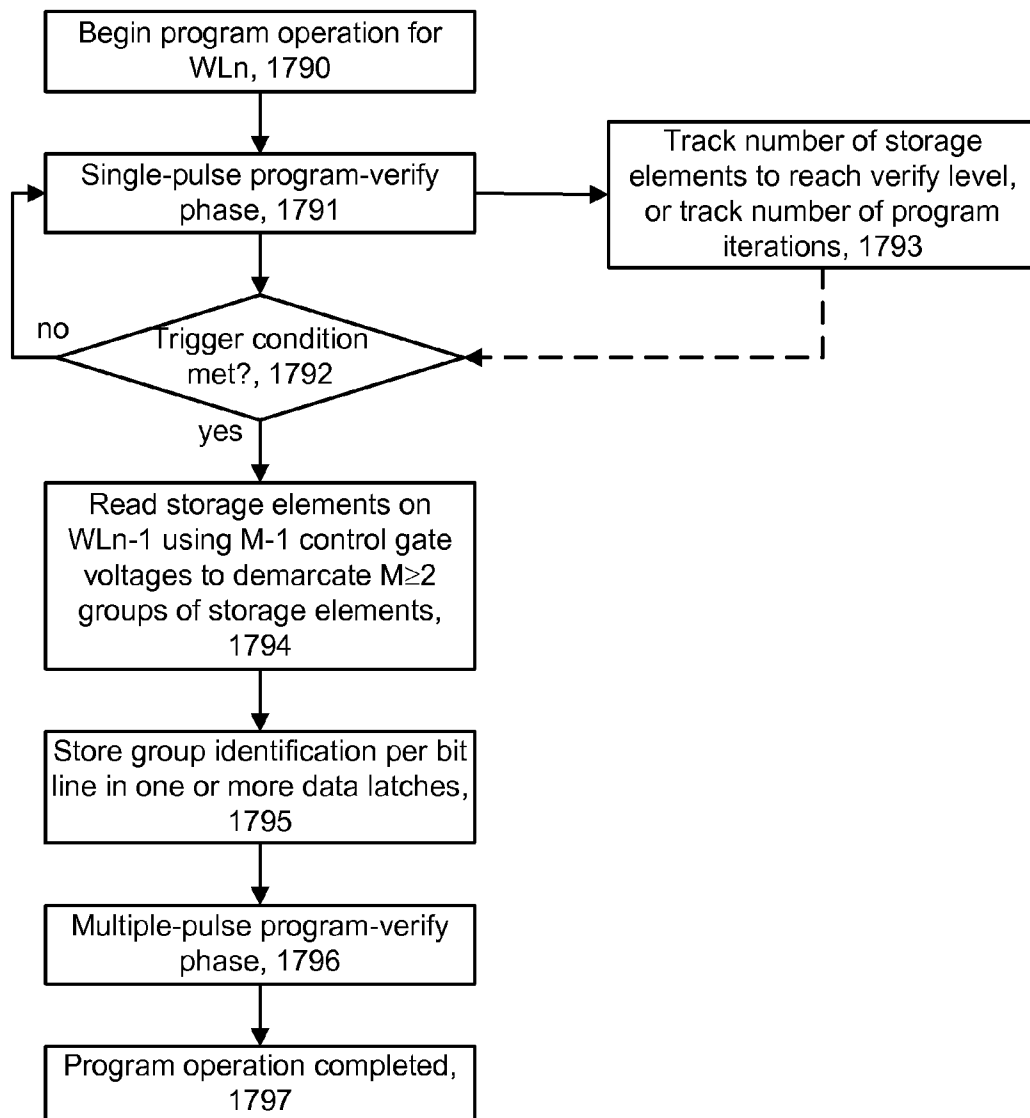 Begin program operation for
WLn, 1790
Single-pulse program-verify
phase, 1791
Track number of storage
elements to reach verify level,
or track number of program
iterations, 1793
no
Trigger condition
met?, 1792
yes
Read storage elements on
WLn-1 using M-1 control gate
voltages to demarcate M≥2
groups of storage elements,
1794
Store group identification per bit
line in one or more data latches,
1795
Multiple-pulse program-verify
phase, 1796
Program operation completed,
1797